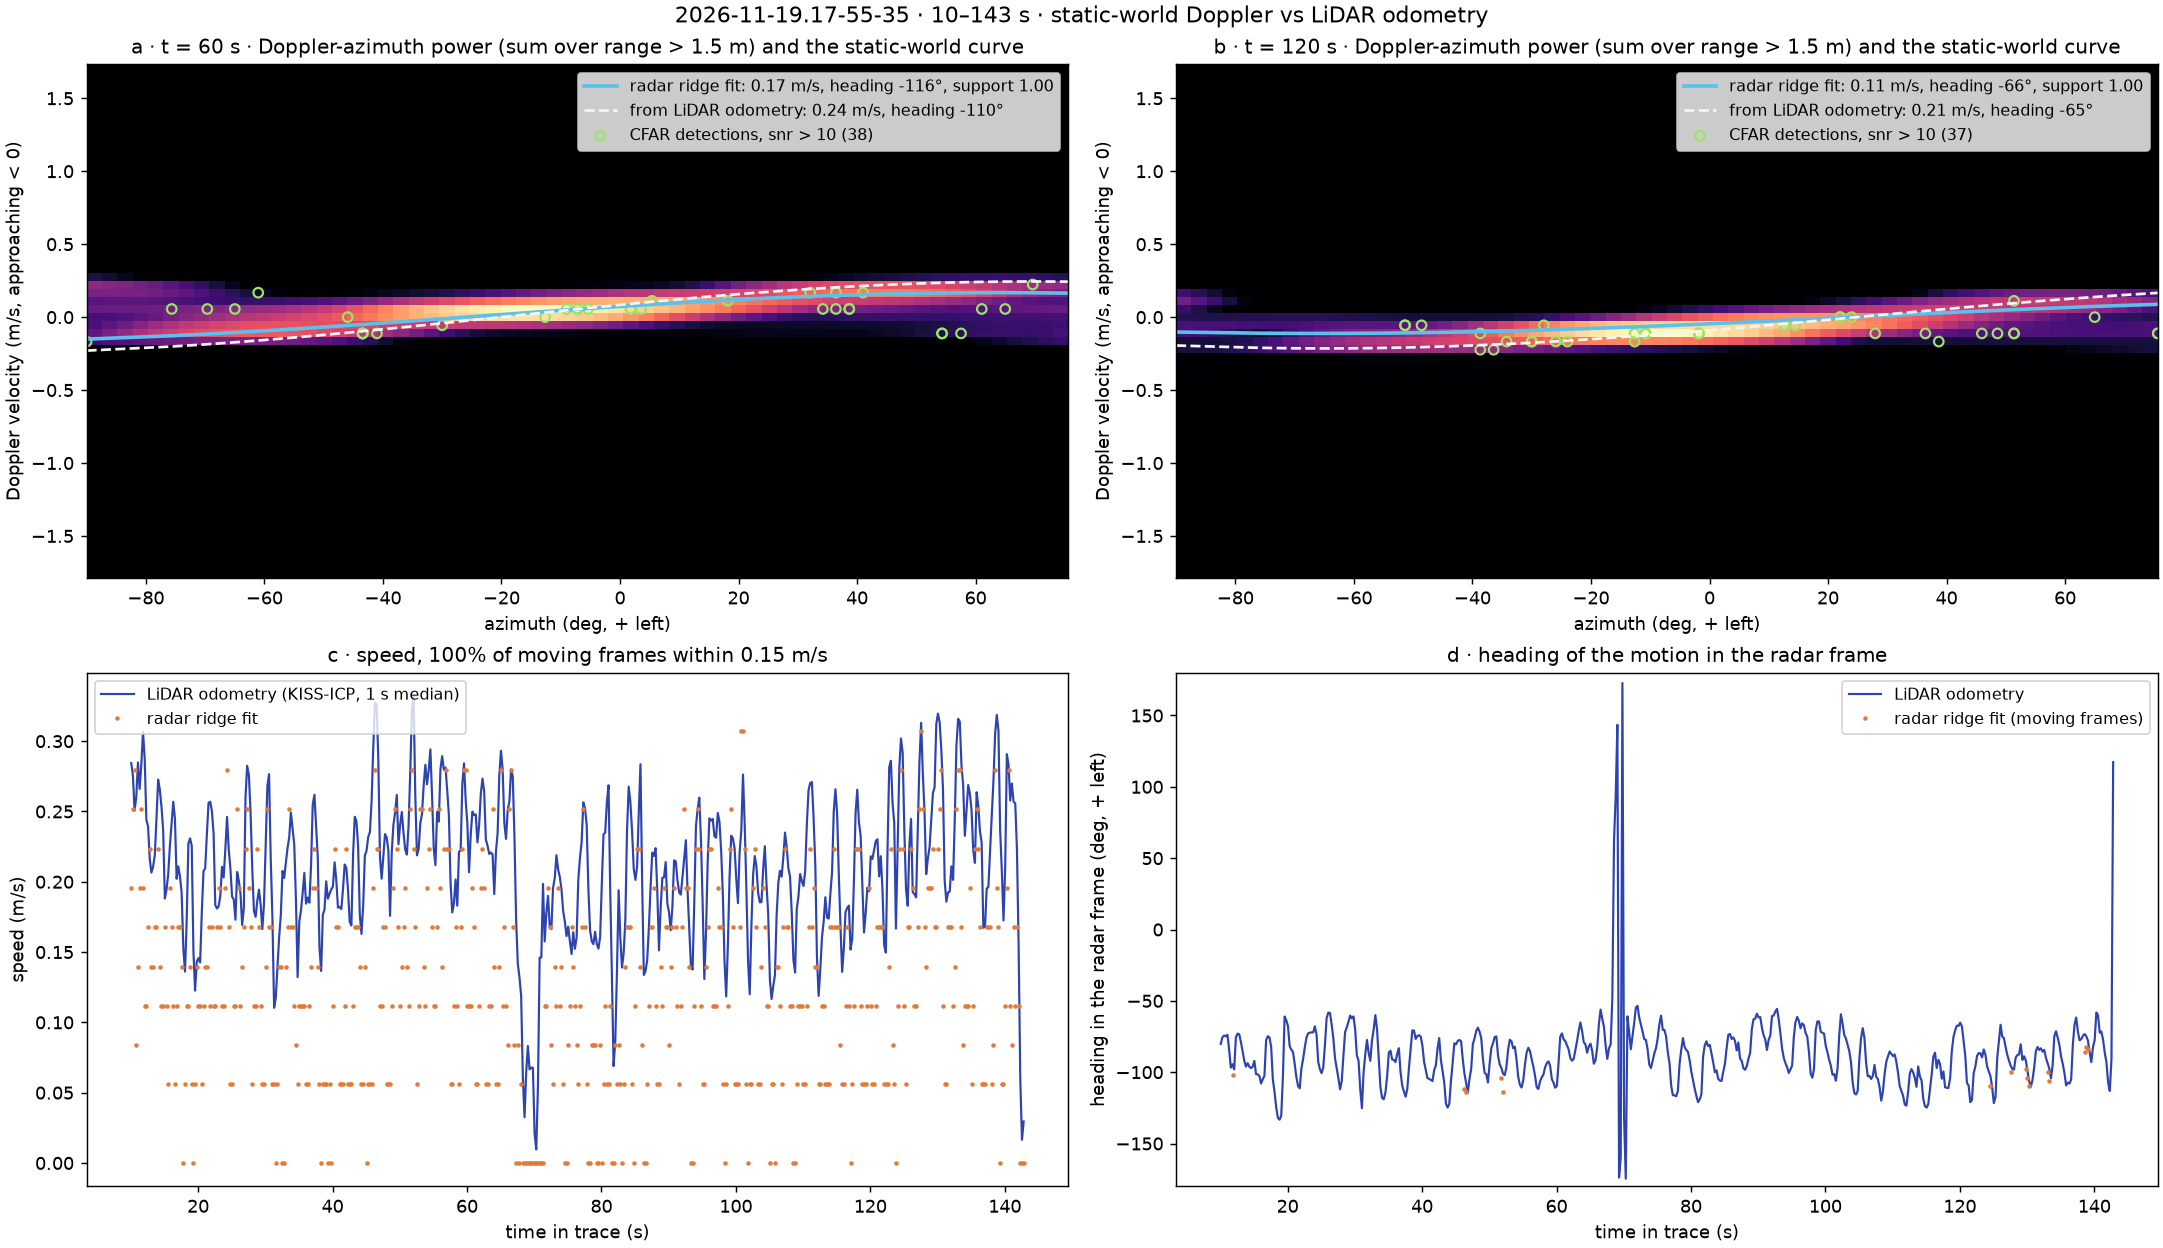 2026-11-19.17-55-35 · 10–143 s · static-world Doppler vs LiDAR odometry
a · t = 60 s · Doppler-azimuth power (sum over range > 1.5 m) and the static-world curve
radar ridge fit: 0.17 m/s, heading -116°, support 1.00
from LiDAR odometry: 0.24 m/s, heading -110°
CFAR detections, snr > 10 (38)
Doppler velocity (m/s, approaching < 0)
1.5
1.0
0.5
0.0
−0.5
−1.0
−1.5
−80
−60
−40
−20
0
20
40
60
azimuth (deg, + left)
b · t = 120 s · Doppler-azimuth power (sum over range > 1.5 m) and the static-world curve
radar ridge fit: 0.11 m/s, heading -66°, support 1.00
from LiDAR odometry: 0.21 m/s, heading -65°
CFAR detections, snr > 10 (37)
Doppler velocity (m/s, approaching < 0)
1.5
1.0
0.5
0.0
−0.5
−1.0
−1.5
−80
−60
−40
−20
0
20
40
60
azimuth (deg, + left)
c · speed, 100% of moving frames within 0.15 m/s
LiDAR odometry (KISS-ICP, 1 s median)
radar ridge fit
speed (m/s)
0.30
0.25
0.20
0.15
0.10
0.05
0.00
20
40
60
80
100
120
140
time in trace (s)
d · heading of the motion in the radar frame
LiDAR odometry
radar ridge fit (moving frames)
heading in the radar frame (deg, + left)
150
100
50
0
−50
−100
−150
20
40
60
80
100
120
140
time in trace (s)